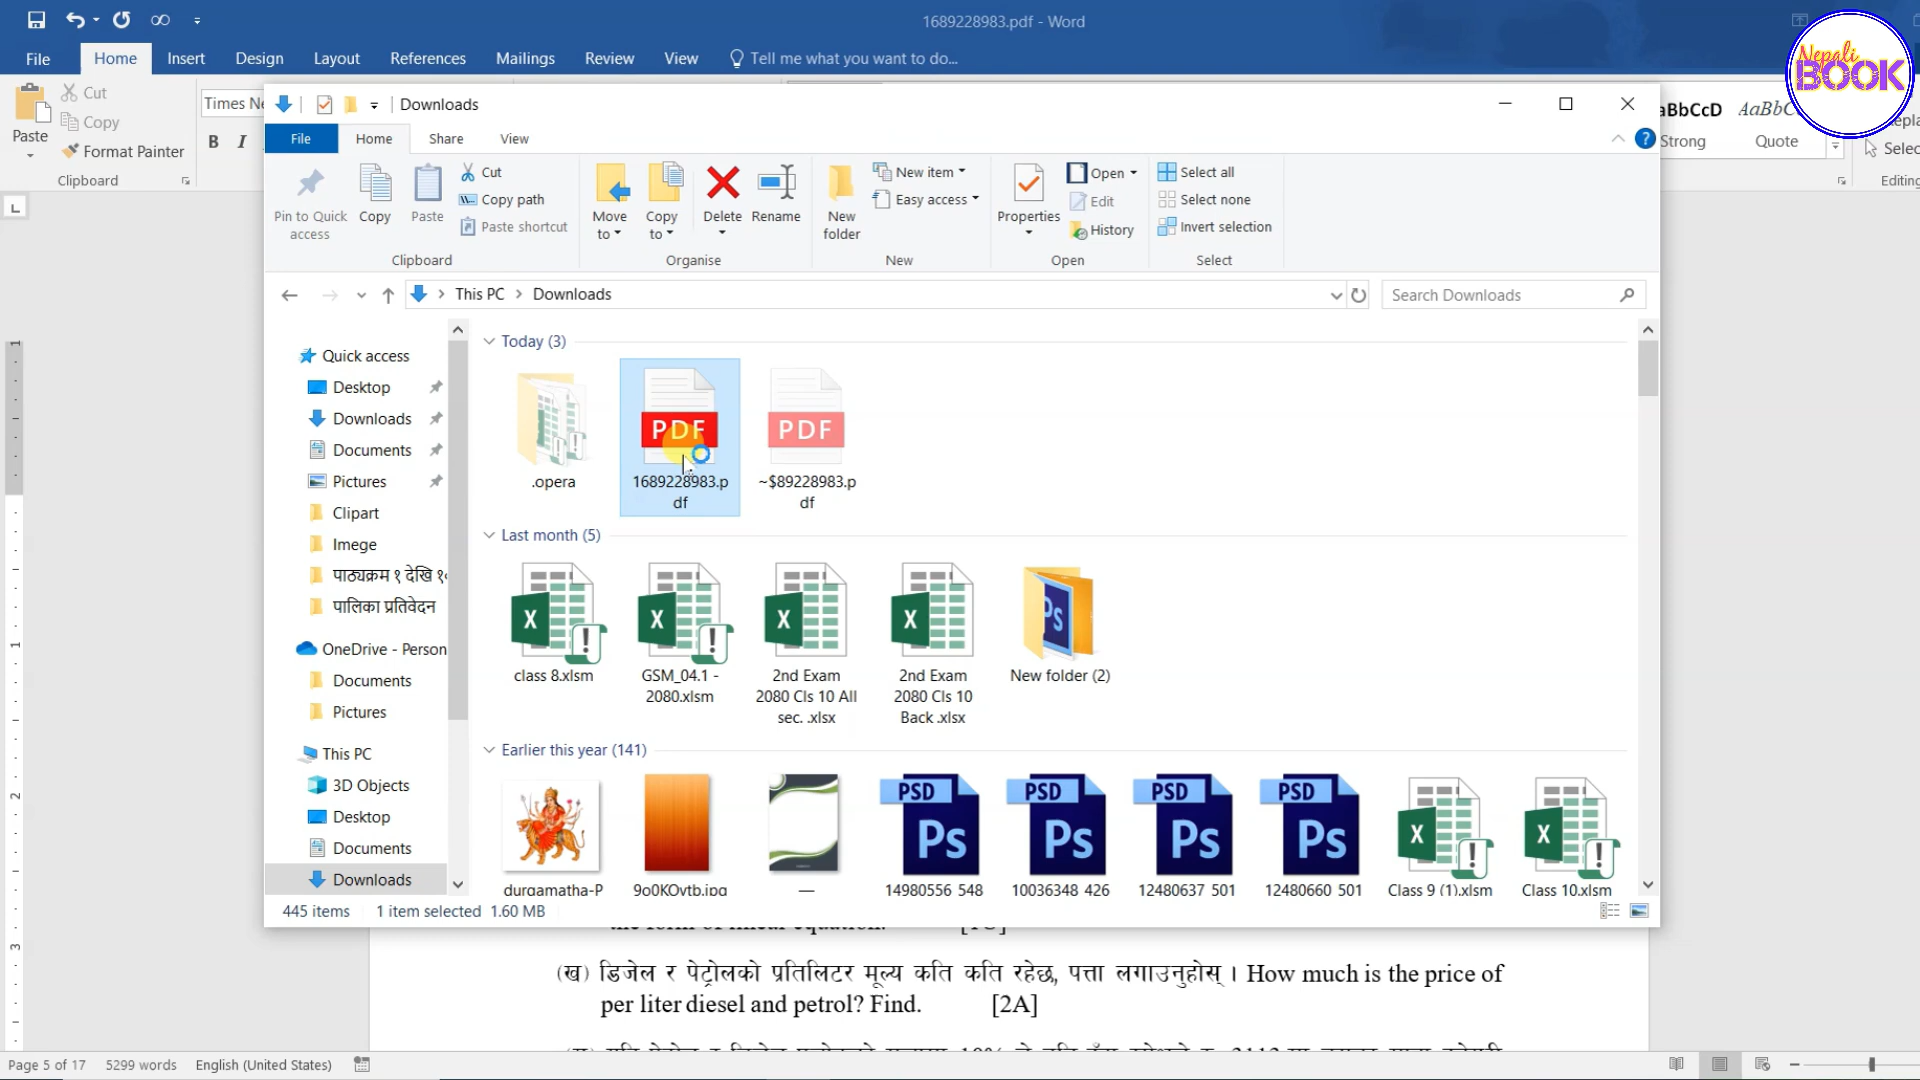 1689228983.pdf - Word
Nepali
BOOK
File Home Insert Design Layout References Mailings Review View Tell me what you want to do...
Paste
Cut
Copy
Format Painter
Clipboard
Times Ne
B I
Strong
Quote
Editing
Downloads
File Home Share View
Pin to Quick
access
Copy
Paste
Cut
Copy path
Paste shortcut
Clipboard
Move
to
Copy
to
Delete
Rename
Organise
New
folder
New item
Easy access
New
Properties
Open
Edit
History
Open
Select all
Select none
Invert selection
Select
This PC > Downloads
Search Downloads
Quick access
Desktop
Downloads
Documents
Pictures
Clipart
Imege
पाठ्यक्रम १ देखि १०
पालिका प्रतिवेदन
OneDrive - Person
Documents
Pictures
This PC
3D Objects
Desktop
Documents
Downloads
Today (3)
.opera
PDF
1689228983.p
df
PDF
~$89228983.p
df
Last month (5)
class 8.xlsm
GSM_04.1 -
2080.xlsm
2nd Exam
2080 Cls 10 All
sec. .xlsx
2nd Exam
2080 Cls 10
Back .xlsx
New folder (2)
Earlier this year (141)
PSD
Ps
PSD
Ps
PSD
Ps
PSD
Ps
durgamatha-P
14980556 548
10036348 426
12480637 501
12480660 501
Class 9 (1).xlsm
Class 10.xlsm
445 items 1 item selected 1.60 MB
(ख) डिजेल र पेट्रोलको प्रतिलिटर मूल्य कति कति रहेछ, पत्ता लगाउनुहोस् । How much is the price of
per liter diesel and petrol? Find. [2A]
Page 5 of 17 5299 words English (United States)